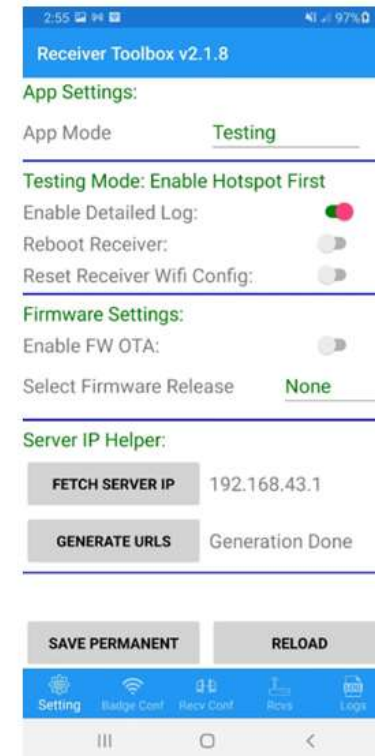 2:55 97%
Receiver Toolbox v2.1.8
App Settings:
App Mode Testing
Testing Mode: Enable Hotspot First
Enable Detailed Log:
Reboot Receiver:
Reset Receiver Wifi Config:
Firmware Settings:
Enable FW OTA:
Select Firmware Release None
Server IP Helper:
FETCH SERVER IP 192.168.43.1
GENERATE URLS Generation Done
SAVE PERMANENT RELOAD
Setting Badge Conf Recv Conf Rcvs Logs